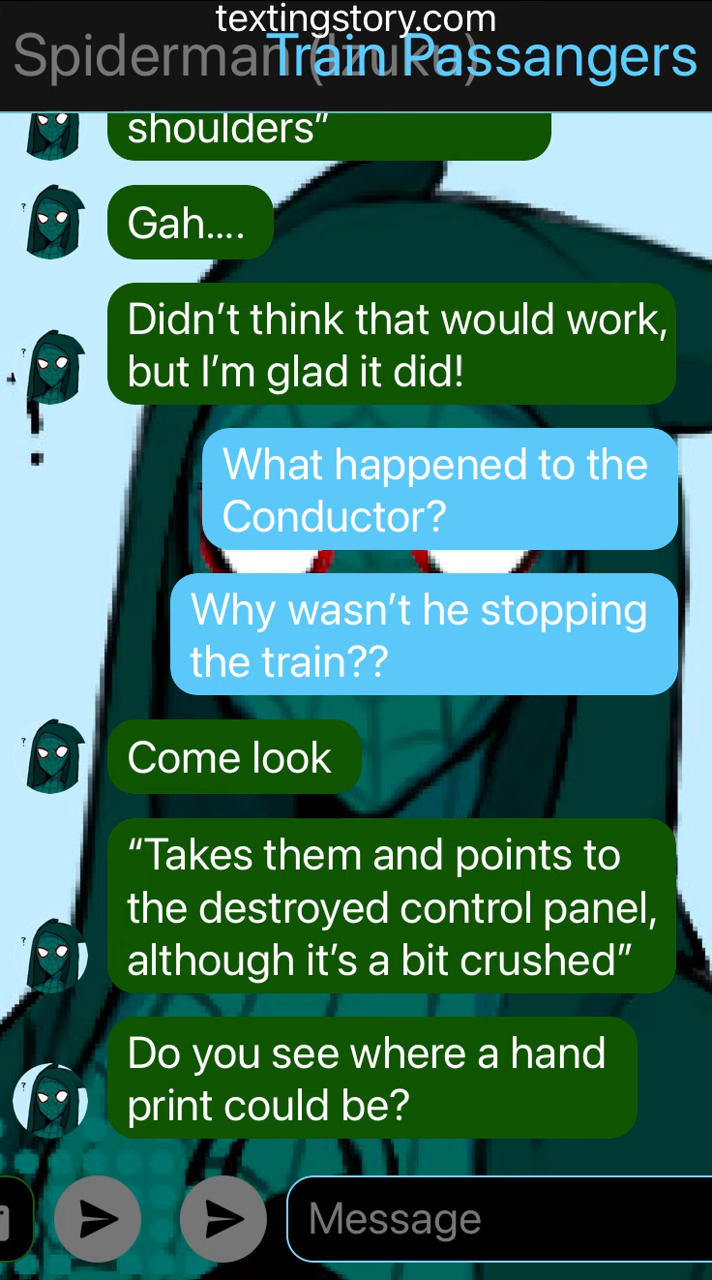 textingstory.com
Spiderman (Izuku)
Train Passangers
shoulders”
Gah....
Didn’t think that would work,
but I’m glad it did!
What happened to the
Conductor?
Why wasn’t he stopping
the train??
Come look
“Takes them and points to
the destroyed control panel,
although it’s a bit crushed”
Do you see where a hand
print could be?
Message